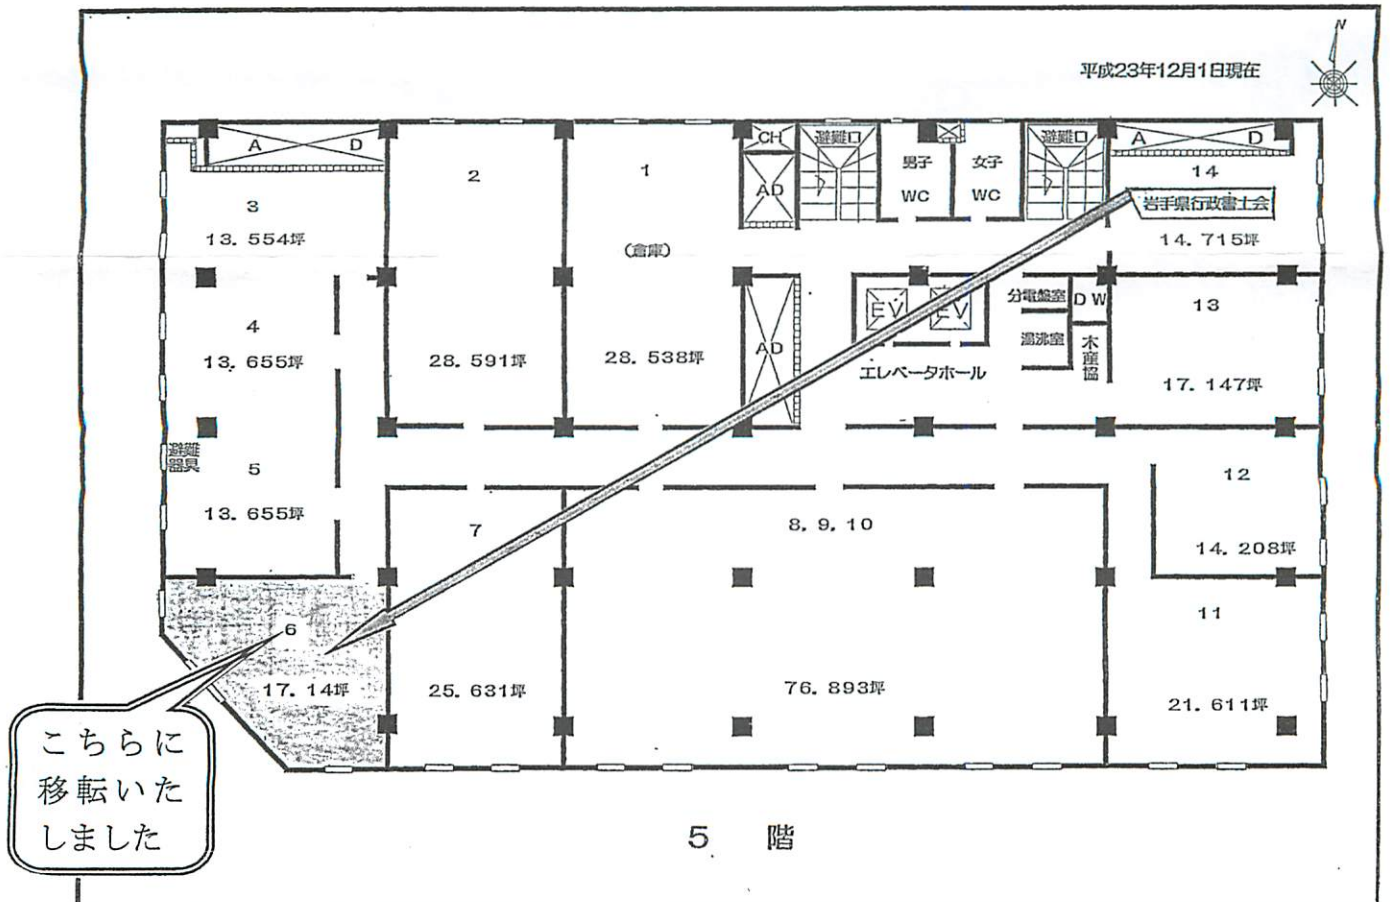 N
平成23年12月1日現在
A D
CH
避難口
男子
WC
女子
WC
避難口
A D
2
1
AD
14
岩手県行政書士会
14.715坪
3
13.554坪
(倉庫)
4
13.655坪
28.591坪
28.538坪
AD
EV
EV
エレベータホール
分電盤室
DW
湯沸室
木産協
13
17.147坪
避難
器具
5
13.655坪
7
8,9,10
12
14.208坪
6
17.14坪
25.631坪
76.893坪
11
21.611坪
こちらに
移転いた
しました
5 階